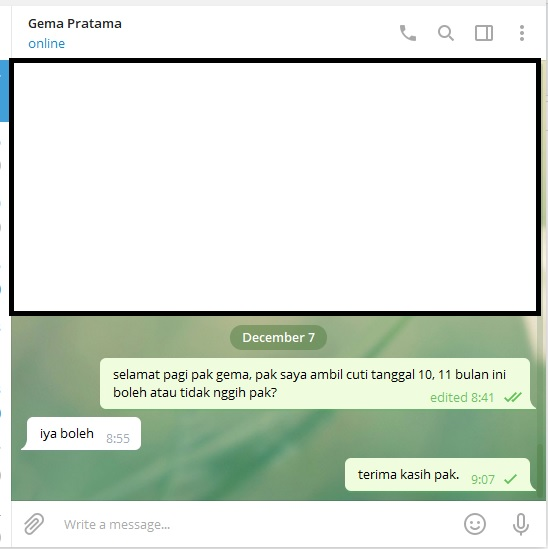 Gema Pratama
online
December 7
selamat pagi pak gema, pak saya ambil cuti tanggal 10, 11 bulan ini
boleh atau tidak nggih pak?
edited 8:41
iya boleh 8:55
terima kasih pak. 9:07
Write a message...